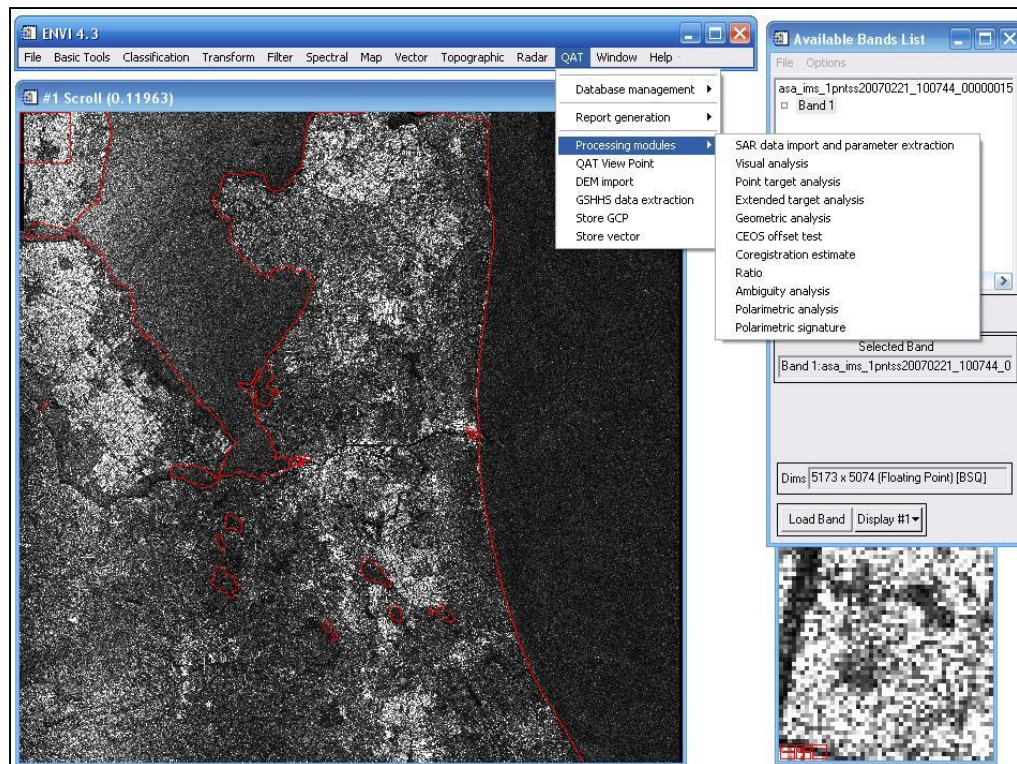 ENVI 4.3
File Basic Tools Classification Transform Filter Spectral Map Vector Topographic Radar QAT Window Help
#1 Scroll (0.11963)
Database management
Report generation
Processing modules
QAT View Point
DEM import
GSHHS data extraction
Store GCP
Store vector
SAR data import and parameter extraction
Visual analysis
Point target analysis
Extended target analysis
Geometric analysis
CEOS offset test
Coregistration estimate
Ratio
Ambiguity analysis
Polarimetric analysis
Polarimetric signature
Available Bands List
File Options
asa_ims_1pntss20070221_100744_00000015
Band 1
Selected Band
Band 1:asa_ims_1pntss20070221_100744_0
Dims 5173 x 5074 (Floating Point) [BSQ]
Load Band Display #1